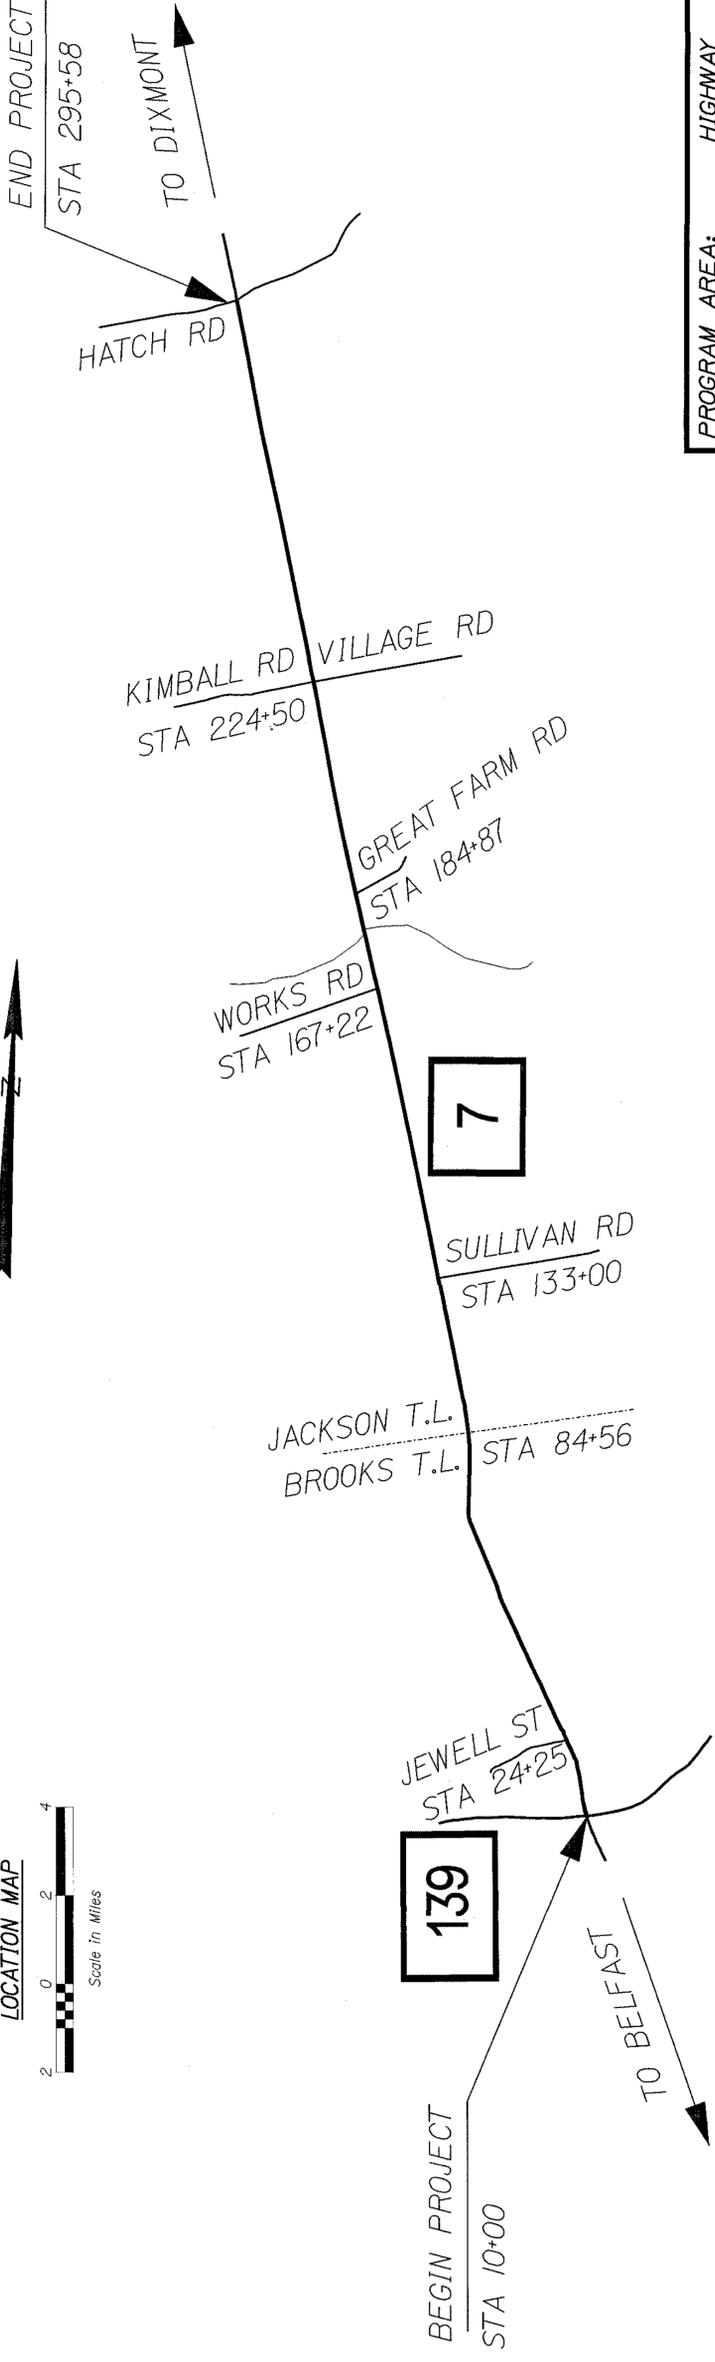 END PROJECT
STA 295+58
TO DIXMONT
HATCH RD
PROGRAM AREA:
HIGHWAY
KIMBALL RD
VILLAGE RD
STA 224+50
GREAT FARM RD
STA 184+87
WORKS RD
STA 167+22
N
7
SULLIVAN RD
STA 133+00
JACKSON T.L.
BROOKS T.L.
STA 84+56
JEWELL ST
STA 24+25
139
LOCATION MAP
2 0 2 4
Scale in Miles
TO BELFAST
BEGIN PROJECT
STA 10+00